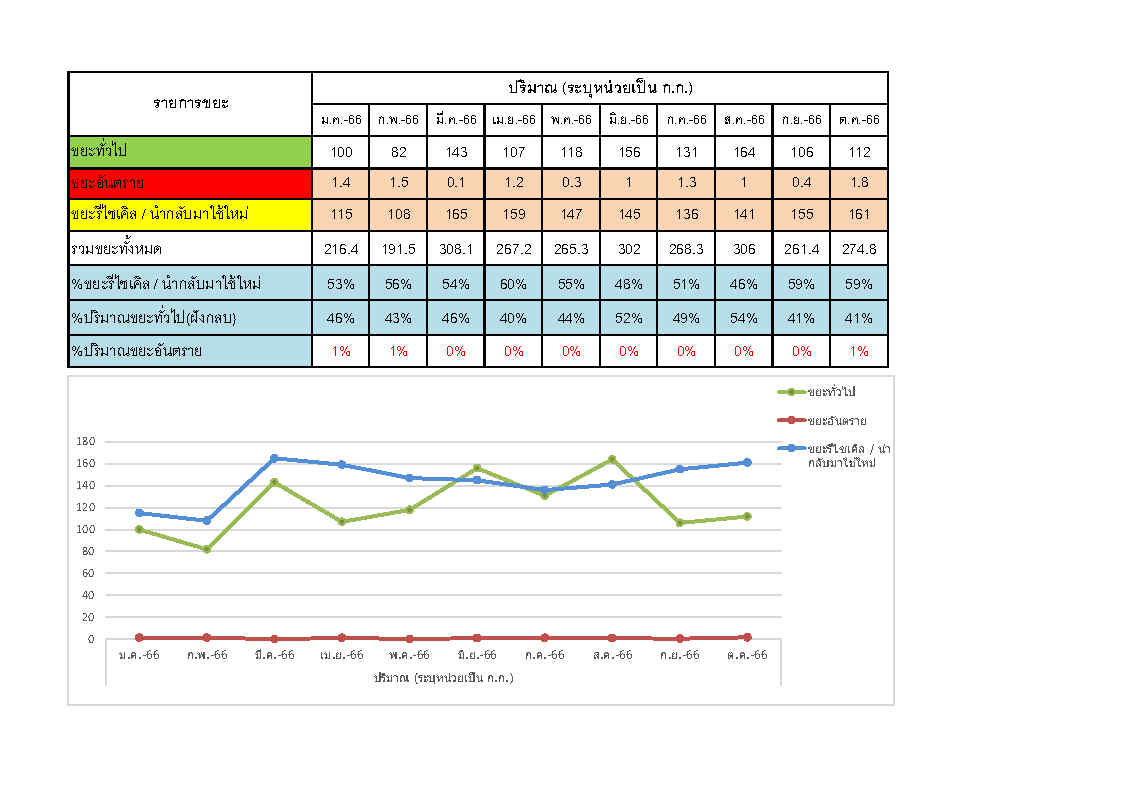 รายการขยะ ปริมาณ (ระบุหน่วยเป็น ก.ก.)
ม.ค.-66 ก.พ.-66 มี.ค.-66 เม.ย.-66 พ.ค.-66 มิ.ย.-66 ก.ค.-66 ส.ค.-66 ก.ย.-66 ต.ค.-66
ขยะทั่วไป 100 82 143 107 118 156 131 164 106 112
ขยะอันตราย 1.4 1.5 0.1 1.2 0.3 1 1.3 1 0.4 1.8
ขยะรีไซเคิล / นำกลับมาใช้ใหม่ 115 108 165 159 147 145 136 141 155 161
รวมขยะทั้งหมด 216.4 191.5 308.1 267.2 265.3 302 268.3 306 261.4 274.8
%ขยะรีไซเคิล / นำกลับมาใช้ใหม่ 53% 56% 54% 60% 55% 48% 51% 46% 59% 59%
%ปริมาณขยะทั่วไป(ฝังกลบ) 46% 43% 46% 40% 44% 52% 49% 54% 41% 41%
%ปริมาณขยะอันตราย 1% 1% 0% 0% 0% 0% 0% 0% 0% 1%
ขยะทั่วไป
ขยะอันตราย
ขยะรีไซเคิล / นำ
กลับมาใช้ใหม่
180
160
140
120
100
80
60
40
20
0
ม.ค.-66 ก.พ.-66 มี.ค.-66 เม.ย.-66 พ.ค.-66 มิ.ย.-66 ก.ค.-66 ส.ค.-66 ก.ย.-66 ต.ค.-66
ปริมาณ (ระบุหน่วยเป็น ก.ก.)